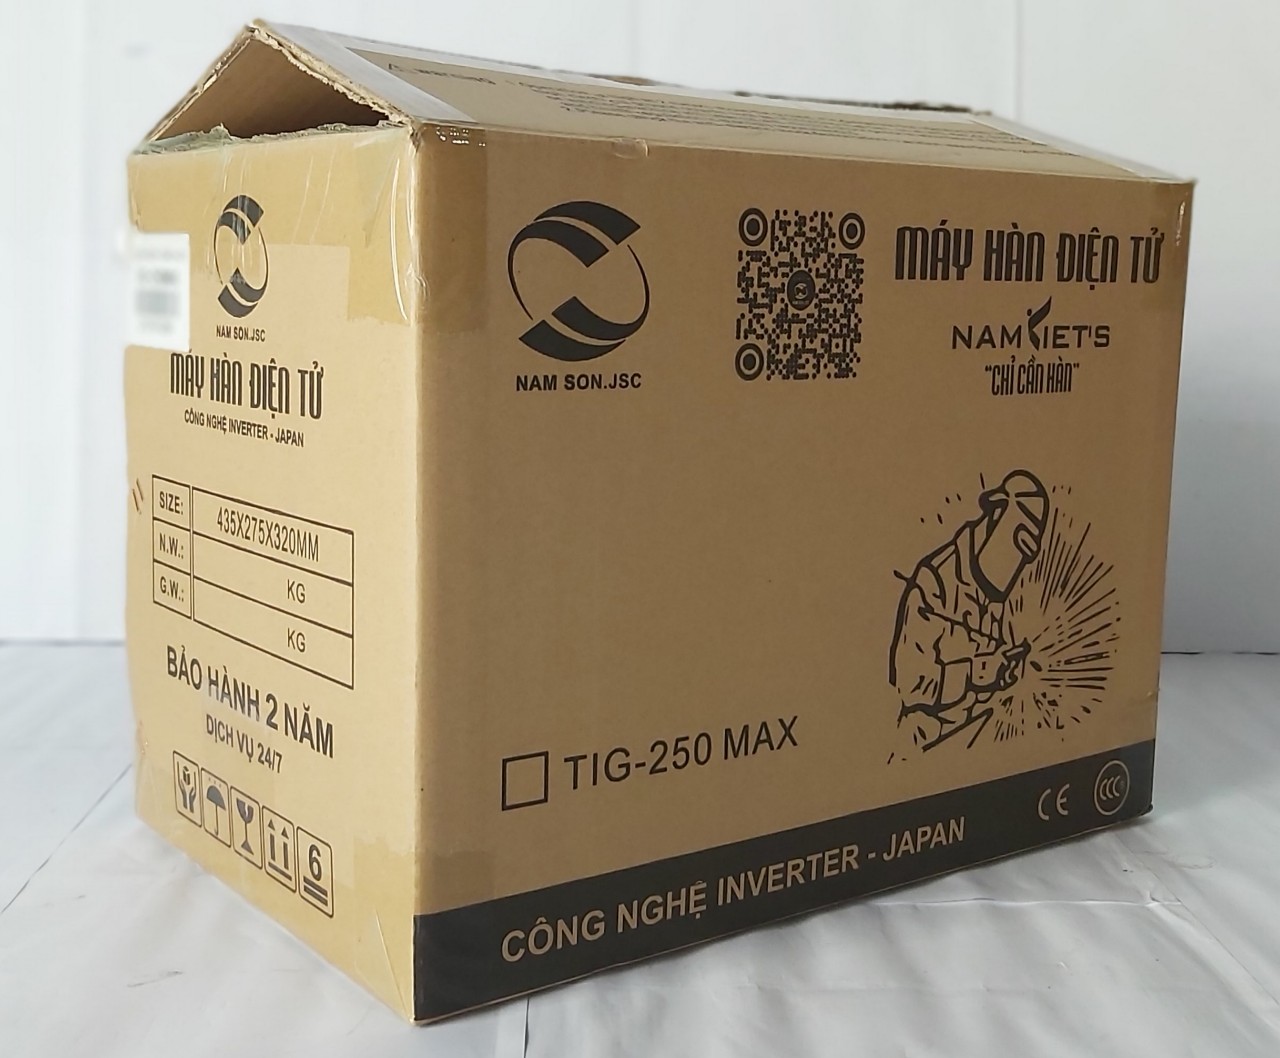 NAM SON.JSC
MÁY HÀN ĐIỆN TỬ
CÔNG NGHỆ INVERTER - JAPAN
SIZE: 435X275X320MM
N.W.: KG
G.W.: KG
BẢO HÀNH 2 NĂM
DỊCH VỤ 24/7
6
NAM SON.JSC
MÁY HÀN ĐIỆN TỬ
NAMVIET'S
“CHỈ CẦN HÀN”
TIG-250 MAX
CÔNG NGHỆ INVERTER - JAPAN
CE
CCC